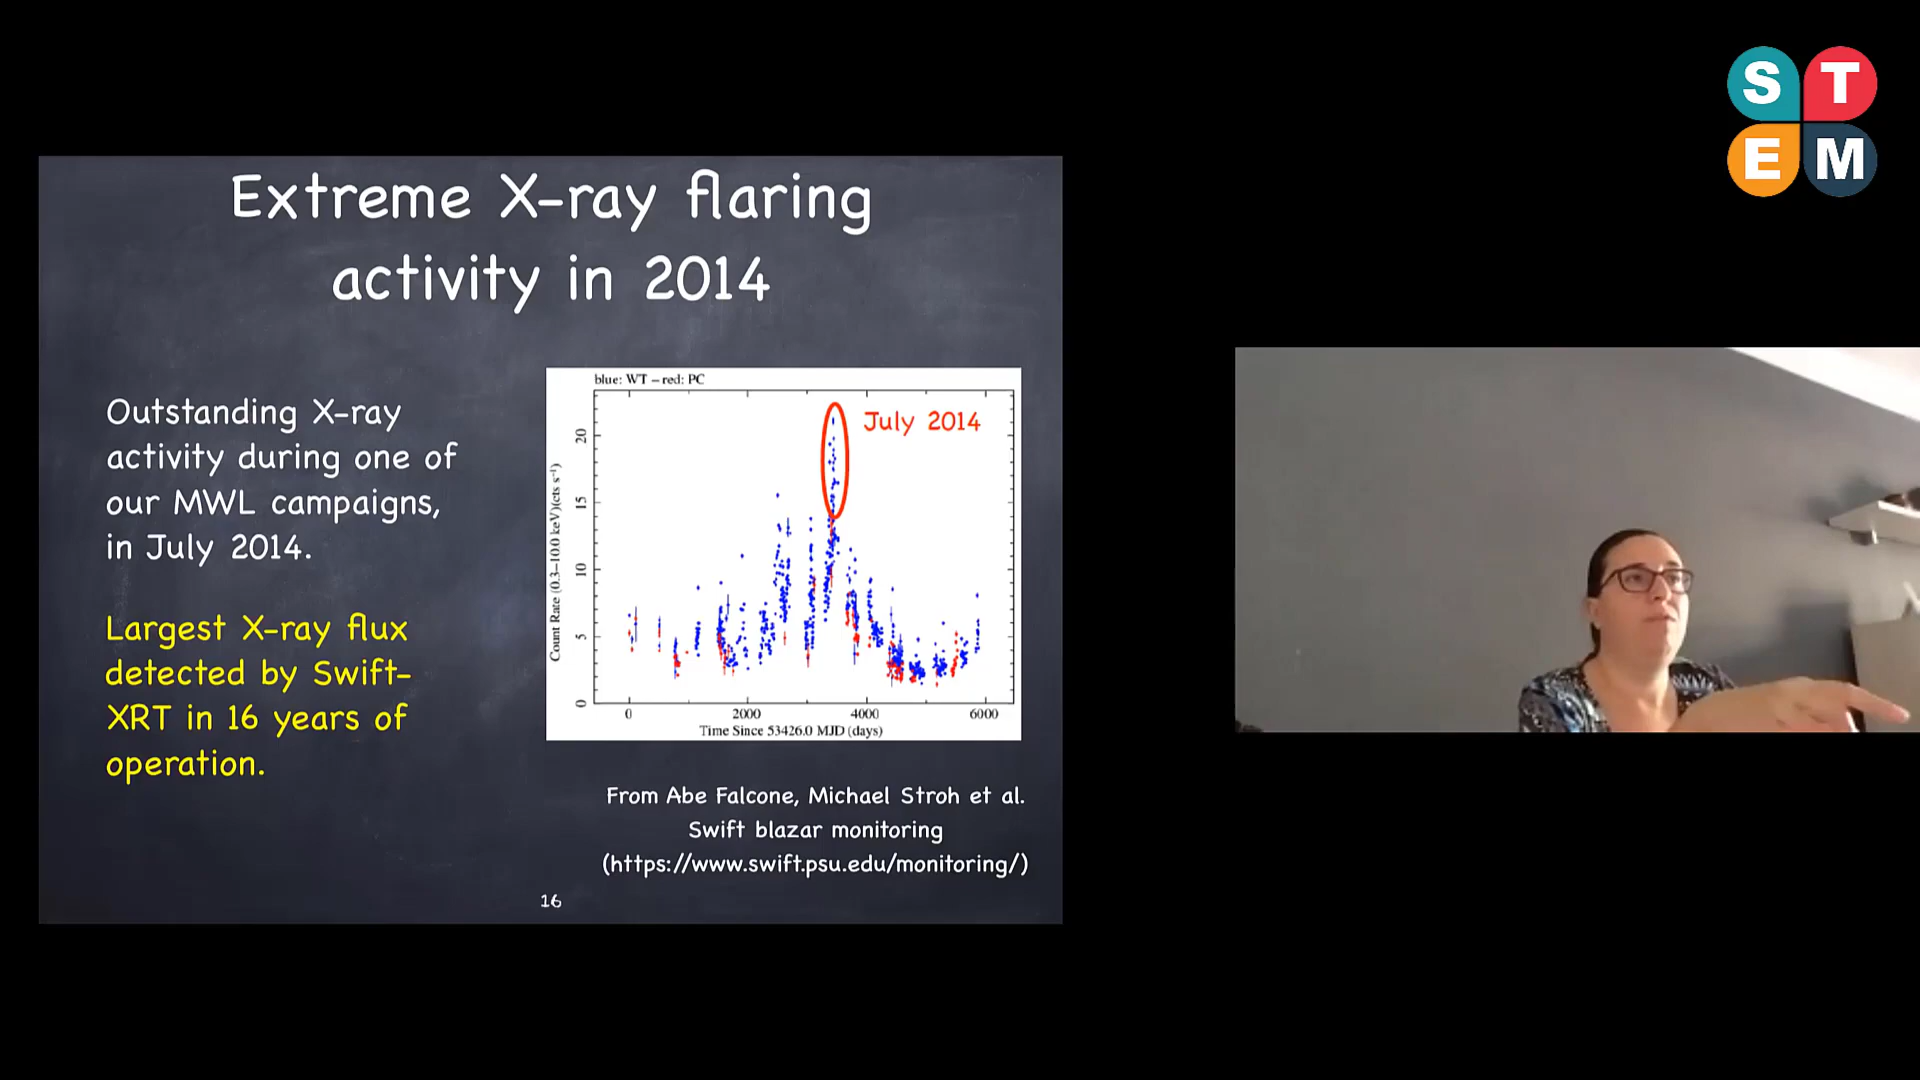 Extreme X-ray flaring
activity in 2014
Outstanding X-ray
activity during one of
our MWL campaigns,
in July 2014.
Largest X-ray flux
detected by Swift-
XRT in 16 years of
operation.
blue: WT – red: PC
July 2014
Count Rate (0.3–10.0 keV)(cts s⁻¹)
20
15
10
5
0
0 2000 4000 6000
Time Since 53426.0 MJD (days)
From Abe Falcone, Michael Stroh et al.
Swift blazar monitoring
(https://www.swift.psu.edu/monitoring/)
16
S T
E M